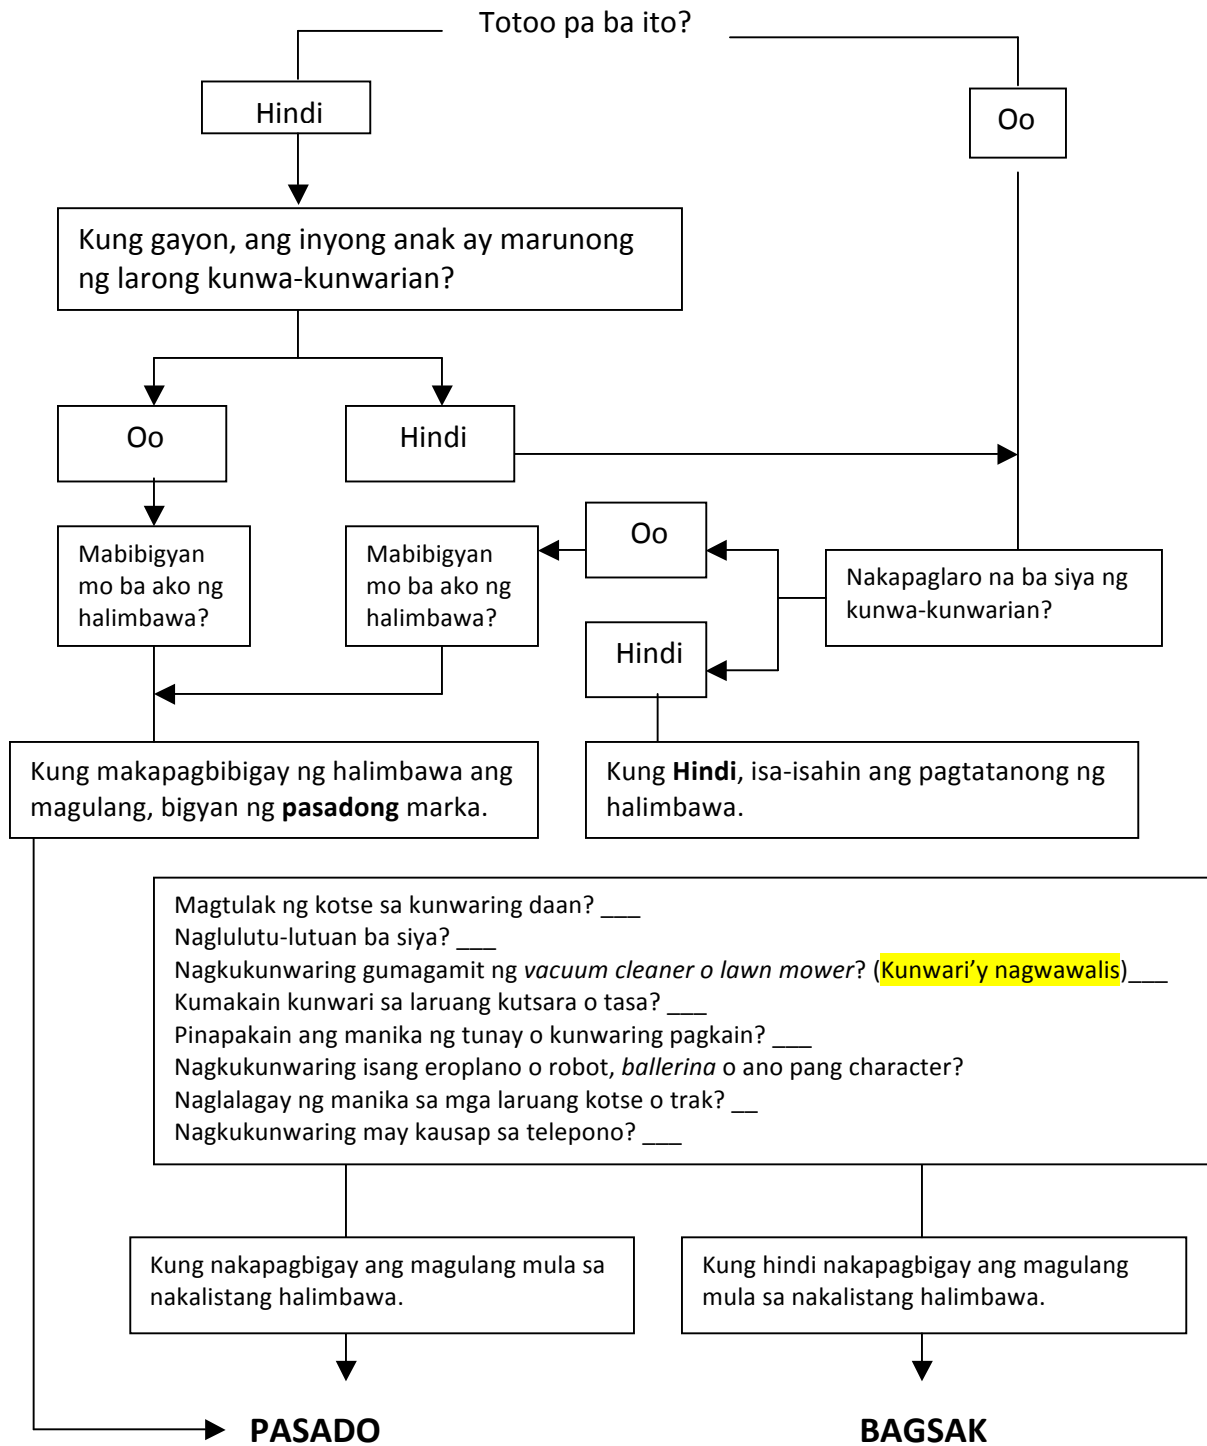 Totoo pa ba ito?
Hindi
Oo
Kung gayon, ang inyong anak ay marunong
ng larong kunwa-kunwarian?
Oo
Hindi
Mabibigyan
mo ba ako ng
halimbawa?
Mabibigyan
mo ba ako ng
halimbawa?
Oo
Hindi
Nakapaglaro na ba siya ng
kunwa-kunwarian?
Kung makapagbibigay ng halimbawa ang
magulang, bigyan ng pasadong marka.
Kung Hindi, isa-isahin ang pagtatanong ng
halimbawa.
Magtulak ng kotse sa kunwaring daan? ___
Naglulutu-lutuan ba siya? ___
Nagkukunwaring gumagamit ng vacuum cleaner o lawn mower? (Kunwari’y nagwawalis)___
Kumakain kunwari sa laruang kutsara o tasa? ___
Pinapakain ang manika ng tunay o kunwaring pagkain? ___
Nagkukunwaring isang eroplano o robot, ballerina o ano pang character?
Naglalagay ng manika sa mga laruang kotse o trak? __
Nagkukunwaring may kausap sa telepono? ___
Kung nakapagbigay ang magulang mula sa
nakalistang halimbawa.
Kung hindi nakapagbigay ang magulang
mula sa nakalistang halimbawa.
PASADO
BAGSAK